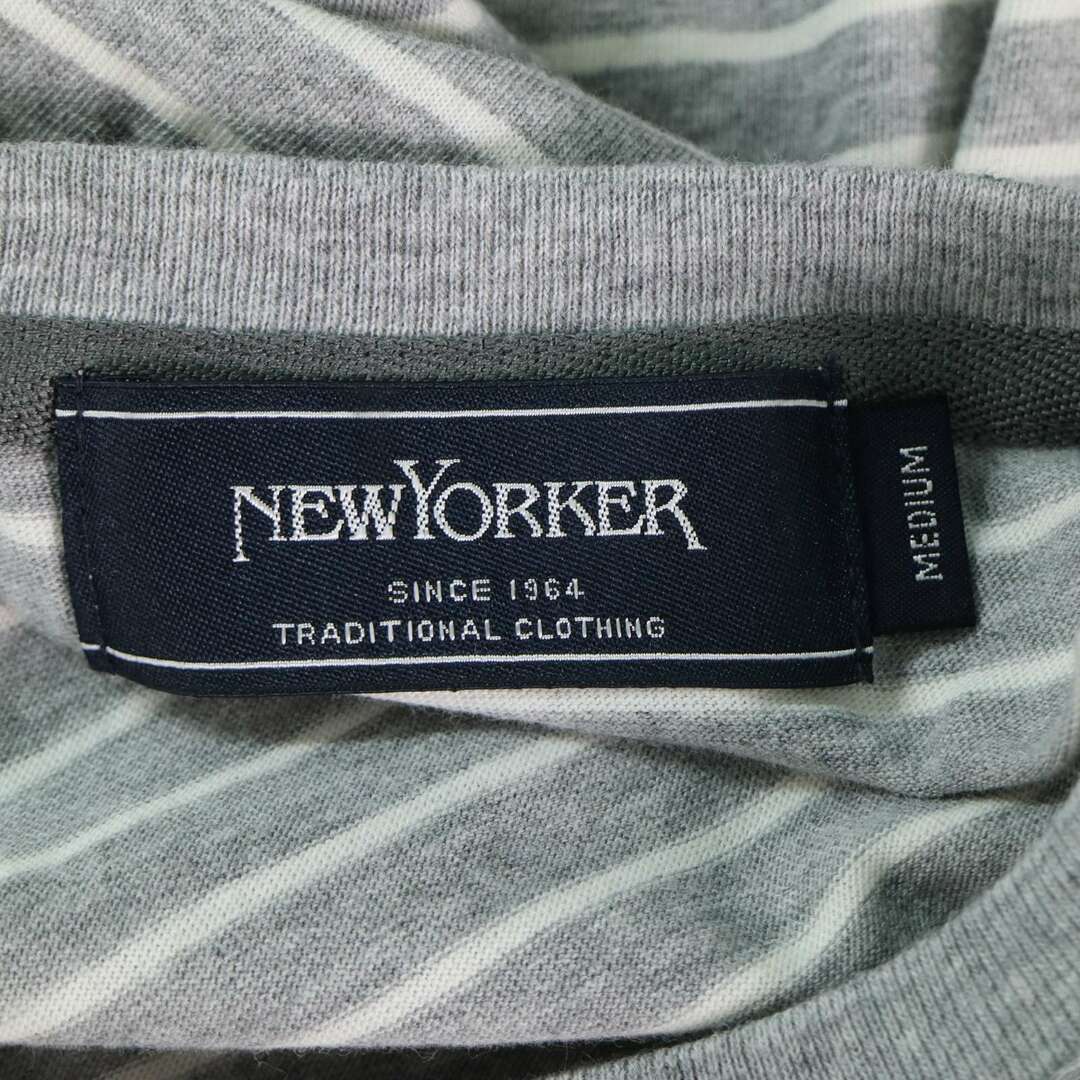 NEWYORKER
SINCE 1964
TRADITIONAL CLOTHING
MEDIUM